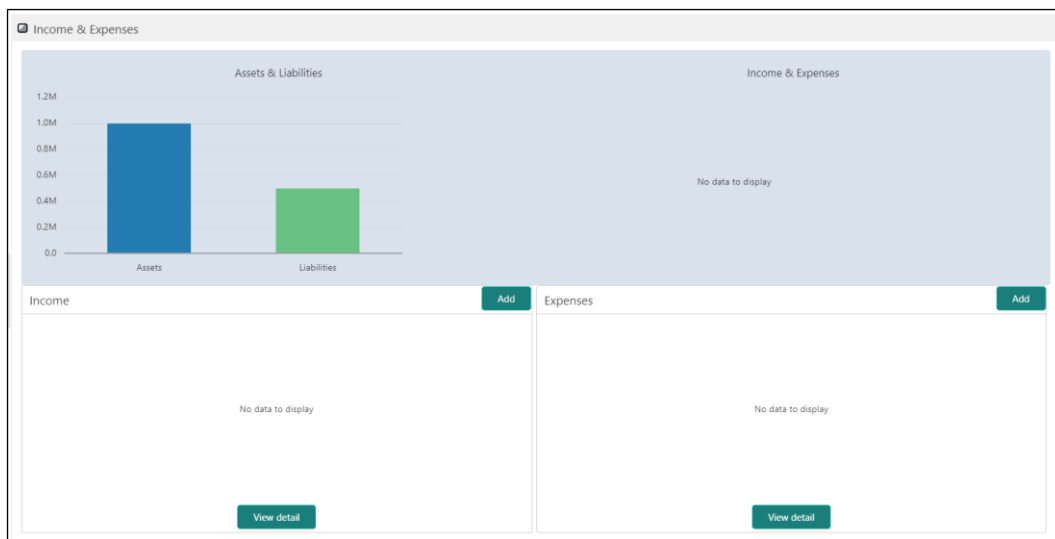 Income & Expenses
Assets & Liabilities
1.2M
1.0M
0.8M
0.6M
0.4M
0.2M
0.0
Assets
Liabilities
Income & Expenses
No data to display
Income
Add
No data to display
View detail
Expenses
Add
No data to display
View detail